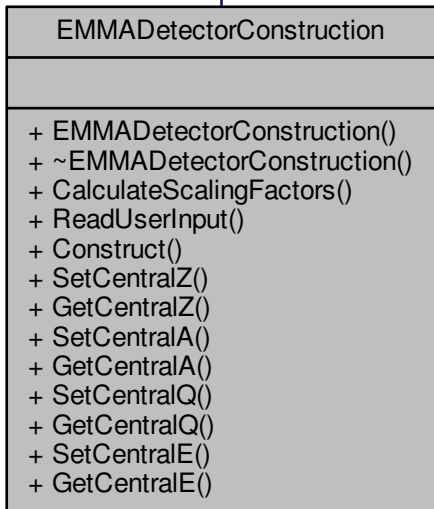 EMMADetectorConstruction
+ EMMADetectorConstruction()
+ ~EMMADetectorConstruction()
+ CalculateScalingFactors()
+ ReadUserInput()
+ Construct()
+ SetCentralZ()
+ GetCentralZ()
+ SetCentralA()
+ GetCentralA()
+ SetCentralQ()
+ GetCentralQ()
+ SetCentralE()
+ GetCentralE()